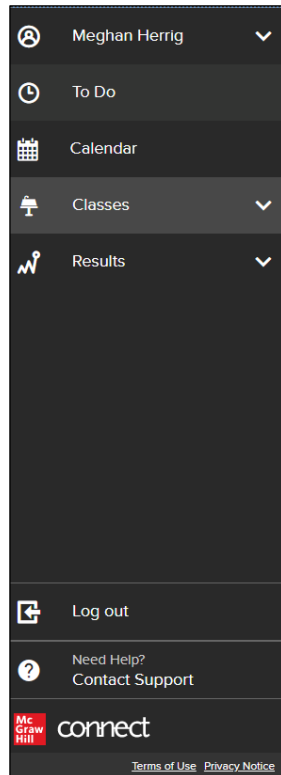 Meghan Herrig
To Do
Calendar
Classes
Results
Log out
Need Help?
Contact Support
Mc
Graw
Hill
connect
Terms of Use Privacy Notice